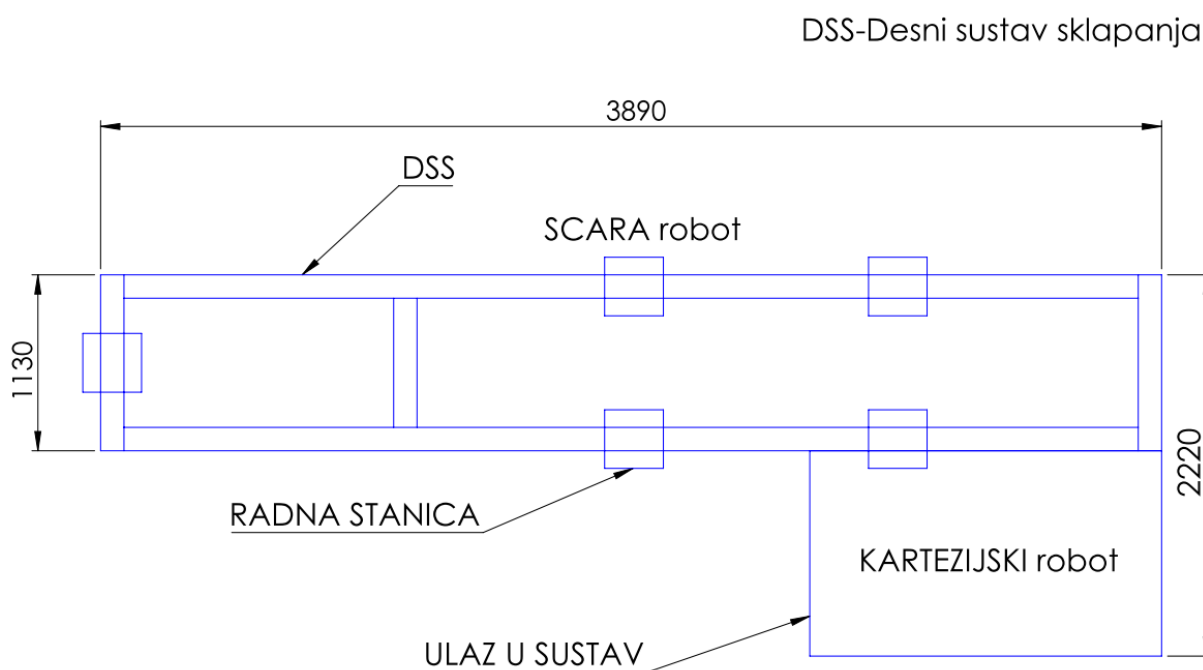 DSS-Desni sustav sklapanja
3890
DSS
SCARA robot
1130
2220
RADNA STANICA
KARTEZIJSKI robot
ULAZ U SUSTAV